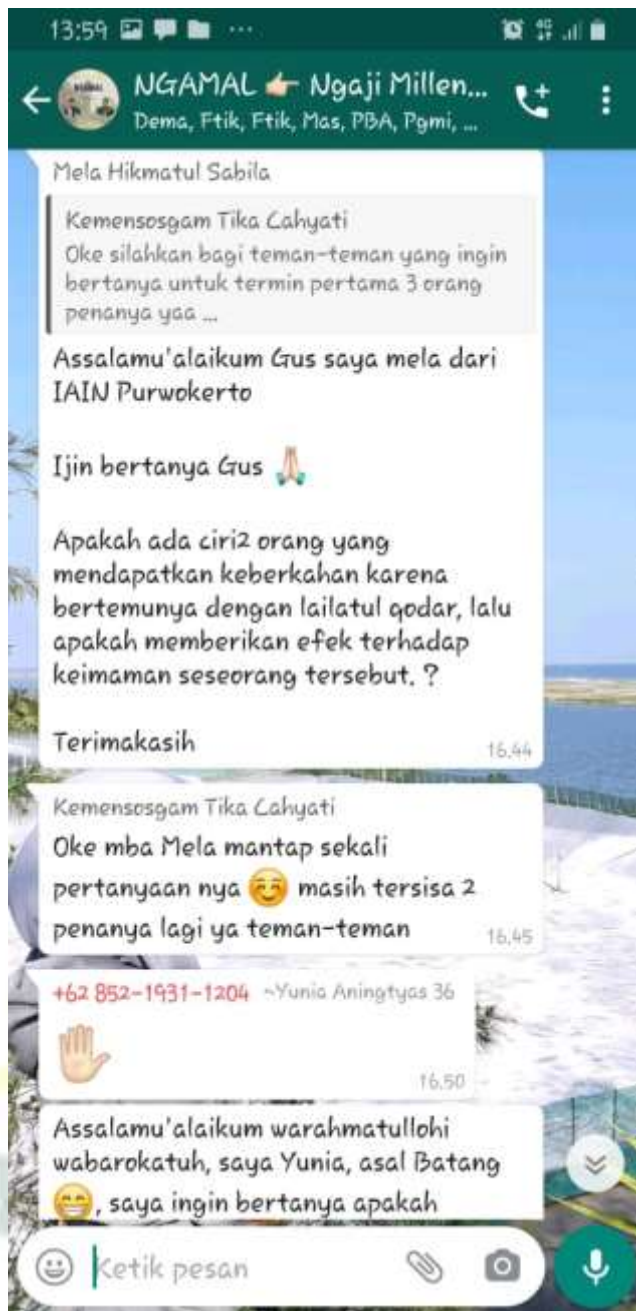 13:59
4G
NGAMAL 👉 Ngaji Millen...
Dema, Ftik, Ftik, Mas, PBA, Pgmi, ...
Mela Hikmatul Sabila
Kemensosgam Tika Cahyati
Oke silahkan bagi teman-teman yang ingin
bertanya untuk termin pertama 3 orang
penanya yaa ...
Assalamu'alaikum Gus saya mela dari
IAIN Purwokerto
Ijin bertanya Gus 🙏
Apakah ada ciri2 orang yang
mendapatkan keberkahan karena
bertemunya dengan lailatul qodar, lalu
apakah memberikan efek terhadap
keimaman seseorang tersebut. ?
Terimakasih
16.44
Kemensosgam Tika Cahyati
Oke mba Mela mantap sekali
pertanyaan nya ☺️ masih tersisa 2
penanya lagi ya teman-teman
16.45
+62 852-1931-1204 ~Yunia Aningtyas 36
✋
16.50
Assalamu'alaikum warahmatullohi
wabarokatuh, saya Yunia, asal Batang
😁, saya ingin bertanya apakah
Ketik pesan